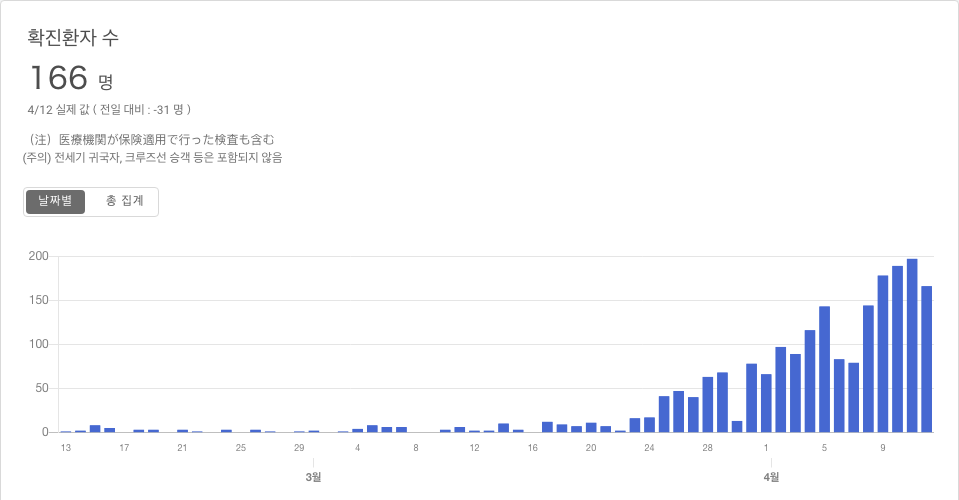 확진환자 수
166 명
4/12 실제 값 ( 전일 대비 : -31 명 )
（注）医療機関が保険適用で行った検査も含む
(주의) 전세기 귀국자, 크루즈선 승객 등은 포함되지 않음
날짜별 총 집계
200
150
100
50
0
13 17 21 25 29 4 8 12 16 20 24 28 1 5 9
3월 4월